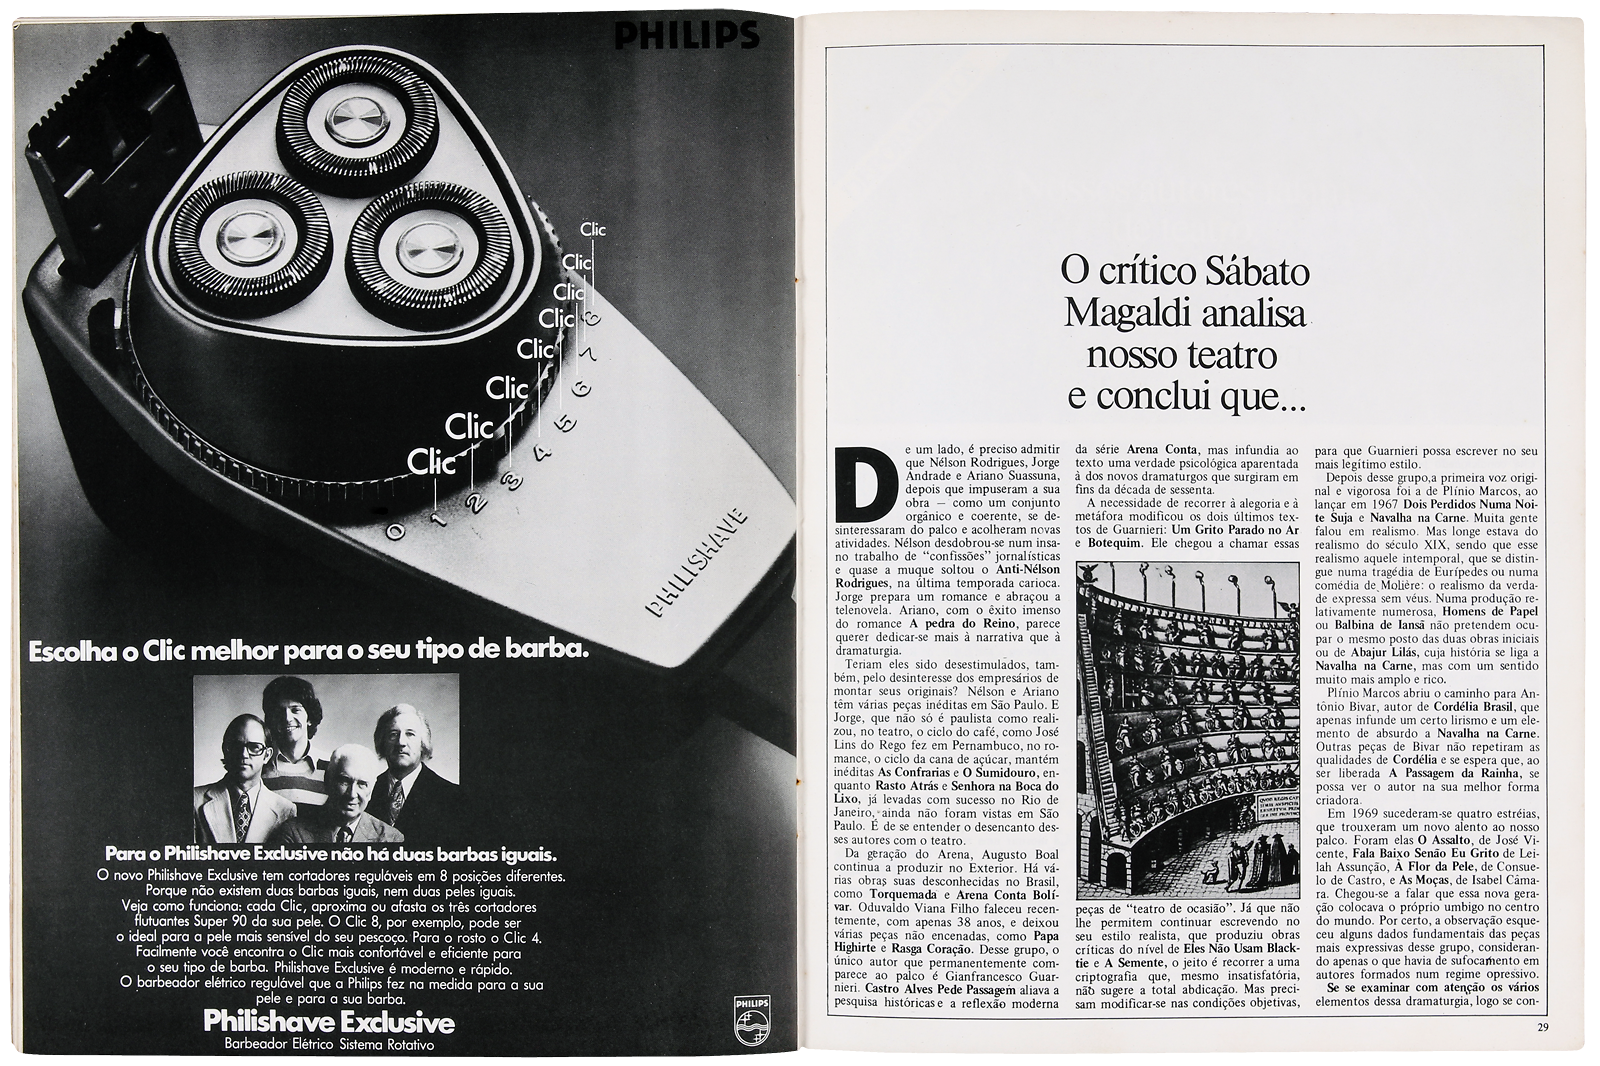 PHILIPS
Clic
Clic
Clic
Clic
Clic
Clic
Clic
Clic
8
7
6
5
4
3
2
1
0
PHILISHAVE
Escolha o Clic melhor para o seu tipo de barba.
Para o Philishave Exclusive não há duas barbas iguais.
O novo Philishave Exclusive tem cortadores reguláveis em 8 posições diferentes.
Porque não existem duas barbas iguais, nem duas peles iguais.
Veja como funciona: cada Clic, aproxima ou afasta os três cortadores
flutuantes Super 90 da sua pele. O Clic 8, por exemplo, pode ser
o ideal para a pele mais sensível do seu pescoço. Para o rosto o Clic 4.
Facilmente você encontra o Clic mais confortável e eficiente para
o seu tipo de barba. Philishave Exclusive é moderno e rápido.
O barbeador elétrico regulável que a Philips fez na medida para a sua
pele e para a sua barba.
Philishave Exclusive
Barbeador Elétrico Sistema Rotativo
PHILIPS
O crítico Sábato
Magaldi analisa
nosso teatro
e conclui que...
De um lado, é preciso admitir
que Nélson Rodrigues, Jorge
Andrade e Ariano Suassuna,
depois que impuseram a sua
obra — como um conjunto
orgânico e coerente, se de-
sinteressaram do palco e acolheram novas
atividades. Nélson desdobrou-se num insa-
no trabalho de “confissões” jornalísticas
e quase a muque soltou o Anti-Nélson
Rodrigues, na última temporada carioca.
Jorge prepara um romance e abraçou a
telenovela. Ariano, com o êxito imenso
do romance A pedra do Reino, parece
querer dedicar-se mais à narrativa que à
dramaturgia.
Teriam eles sido desestimulados, tam-
bém, pelo desinteresse dos empresários de
montar seus originais? Nélson e Ariano
têm várias peças inéditas em São Paulo. E
Jorge, que não só é paulista como reali-
zou, no teatro, o ciclo do café, como José
Lins do Rego fez em Pernambuco, no ro-
mance, o ciclo da cana de açúcar, mantém
inéditas As Confrarias e O Sumidouro, en-
quanto Rasto Atrás e Senhora na Boca do
Lixo, já levadas com sucesso no Rio de
Janeiro, ainda não foram vistas em São
Paulo. É de se entender o desencanto des-
ses autores com o teatro.
Da geração do Arena, Augusto Boal
continua a produzir no Exterior. Há vá-
rias obras suas desconhecidas no Brasil,
como Torquemada e Arena Conta Bolí-
var. Oduvaldo Viana Filho faleceu recen-
temente, com apenas 38 anos, e deixou
várias peças não encenadas, como Papa
Highirte e Rasga Coração. Desse grupo, o
único autor que permanentemente com-
parece ao palco é Gianfrancesco Guar-
nieri. Castro Alves Pede Passagem aliava a
pesquisa histórica e a reflexão moderna
da série Arena Conta, mas infundia ao
texto uma verdade psicológica aparentada
à dos novos dramaturgos que surgiram em
fins da década de sessenta.
A necessidade de recorrer à alegoria e à
metáfora modificou os dois últimos tex-
tos de Guarnieri: Um Grito Parado no Ar
e Botequim. Ele chegou a chamar essas
peças de “teatro de ocasião”. Já que não
lhe permitem continuar escrevendo no
seu estilo realista, que produziu obras
críticas do nível de Eles Não Usam Black-
tie e A Semente, o jeito é recorrer a uma
criptografia que, mesmo insatisfatória,
não sugere a total abdicação. Mas preci-
sam modificar-se nas condições objetivas,
para que Guarnieri possa escrever no seu
mais legítimo estilo.
Depois desse grupo, a primeira voz origi-
nal e vigorosa foi a de Plínio Marcos, ao
lançar em 1967 Dois Perdidos Numa Noi-
te Suja e Navalha na Carne. Muita gente
falou em realismo. Mas longe estava do
realismo do século XIX, sendo que esse
realismo aquele intemporal, que se distin-
gue numa tragédia de Eurípedes ou numa
comédia de Molière: o realismo da verda-
de expressa sem véus. Numa produção re-
lativamente numerosa, Homens de Papel
ou Balbina de Iansã não pretendem ocu-
par o mesmo posto das duas obras iniciais
ou de Abajur Lilás, cuja história se liga a
Navalha na Carne, mas com um sentido
muito mais amplo e rico.
Plínio Marcos abriu o caminho para An-
tônio Bivar, autor de Cordélia Brasil, que
apenas infunde um certo lirismo e um ele-
mento de absurdo a Navalha na Carne.
Outras peças de Bivar não repetiram as
qualidades de Cordélia e se espera que, ao
ser liberada A Passagem da Rainha, se
possa ver o autor na sua melhor forma
criadora.
Em 1969 sucederam-se quatro estréias,
que trouxeram um novo alento ao nosso
palco. Foram elas O Assalto, de José Vi-
cente, Fala Baixo Senão Eu Grito de Lei-
lah Assunção, À Flor da Pele, de Consue-
lo de Castro, e As Moças, de Isabel Câma-
ra. Chegou-se a falar que essa nova gera-
ção colocava o próprio umbigo no centro
do mundo. Por certo, a observação esque-
ceu alguns dados fundamentais das peças
mais expressivas desse grupo, consideran-
do apenas o que havia de sufocamento em
autores formados num regime opressivo.
Se se examinar com atenção os vários
elementos dessa dramaturgia, logo se con-
29